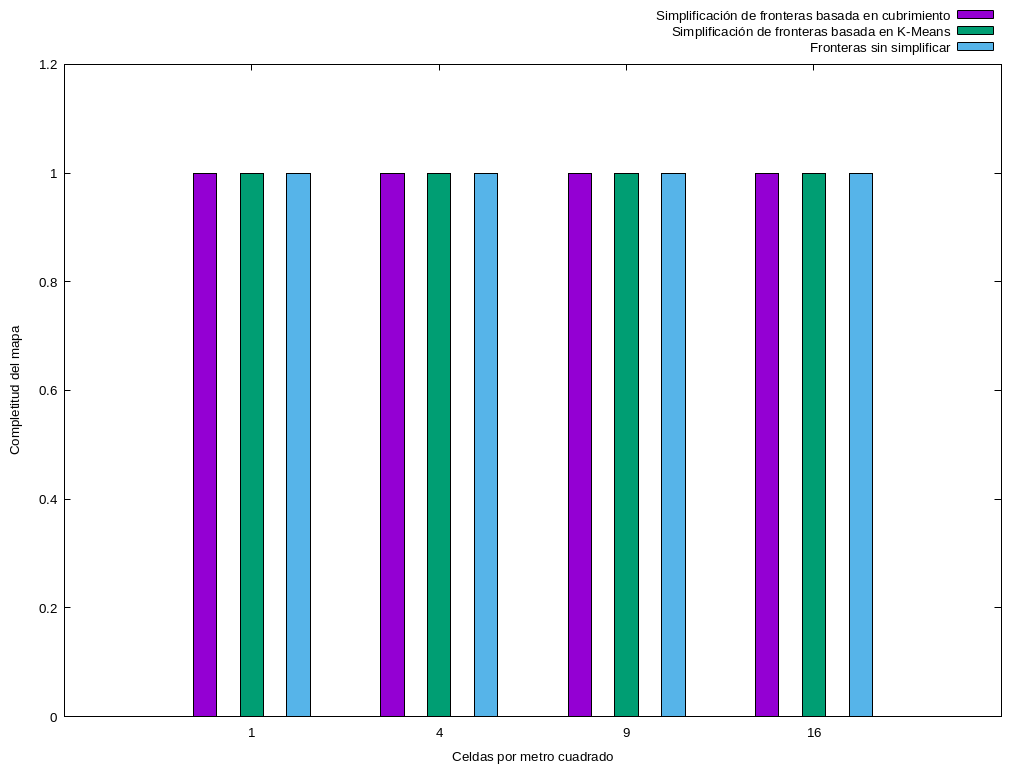 Simplificación de fronteras basada en cubrimiento
Simplificación de fronteras basada en K-Means
Fronteras sin simplificar
1.2
1
0.8
0.6
0.4
0.2
0
Completitud del mapa
1 4 9 16
Celdas por metro cuadrado